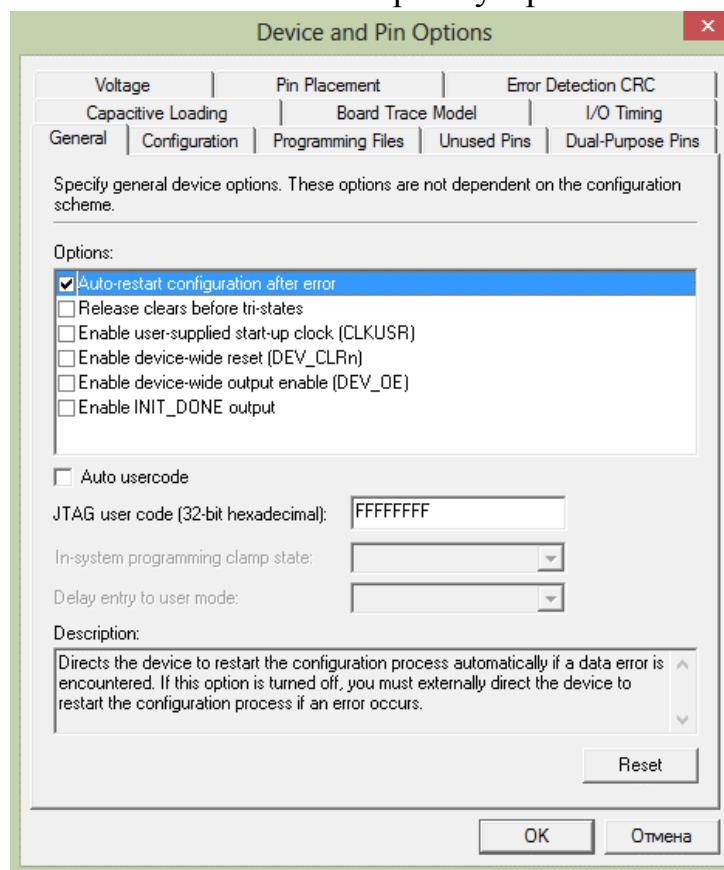 Device and Pin Options
Voltage Pin Placement Error Detection CRC
Capacitive Loading Board Trace Model I/O Timing
General Configuration Programming Files Unused Pins Dual-Purpose Pins
Specify general device options. These options are not dependent on the configuration
scheme.
Options:
Auto-restart configuration after error
Release clears before tri-states
Enable user-supplied start-up clock (CLKUSR)
Enable device-wide reset (DEV_CLRn)
Enable device-wide output enable (DEV_OE)
Enable INIT_DONE output
Auto usercode
JTAG user code (32-bit hexadecimal): FFFFFFFF
In-system programming clamp state:
Delay entry to user mode:
Description:
Directs the device to restart the configuration process automatically if a data error is
encountered. If this option is turned off, you must externally direct the device to
restart the configuration process if an error occurs.
Reset
OK Отмена